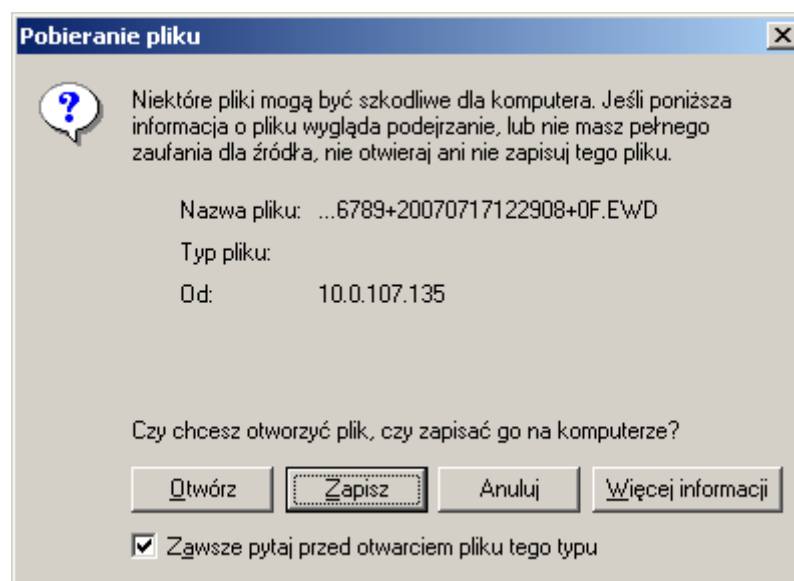 Pobieranie pliku
Niektóre pliki mogą być szkodliwe dla komputera. Jeśli poniższa
informacja o pliku wygląda podejrzanie, lub nie masz pełnego
zaufania dla źródła, nie otwieraj ani nie zapisuj tego pliku.
Nazwa pliku: ...6789+20070717122908+0F.EWD
Typ pliku:
Od: 10.0.107.135
Czy chcesz otworzyć plik, czy zapisać go na komputerze?
Otwórz Zapisz Anuluj Więcej informacji
Zawsze pytaj przed otwarciem pliku tego typu